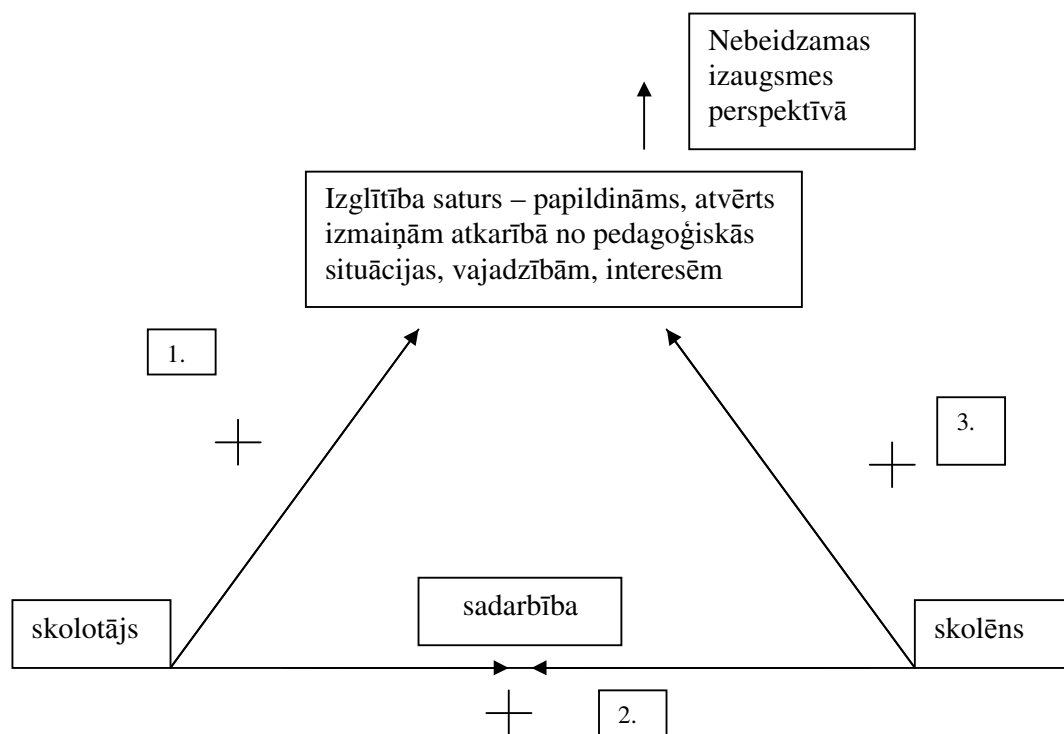 Nebeidzamas
izaugsmes
perspektīvā
Izglītība saturs – papildināms, atvērts
izmaiņām atkarībā no pedagoģiskās
situācijas, vajadzībām, interesēm
1.
3.
sadarbība
skolotājs
skolēns
2.